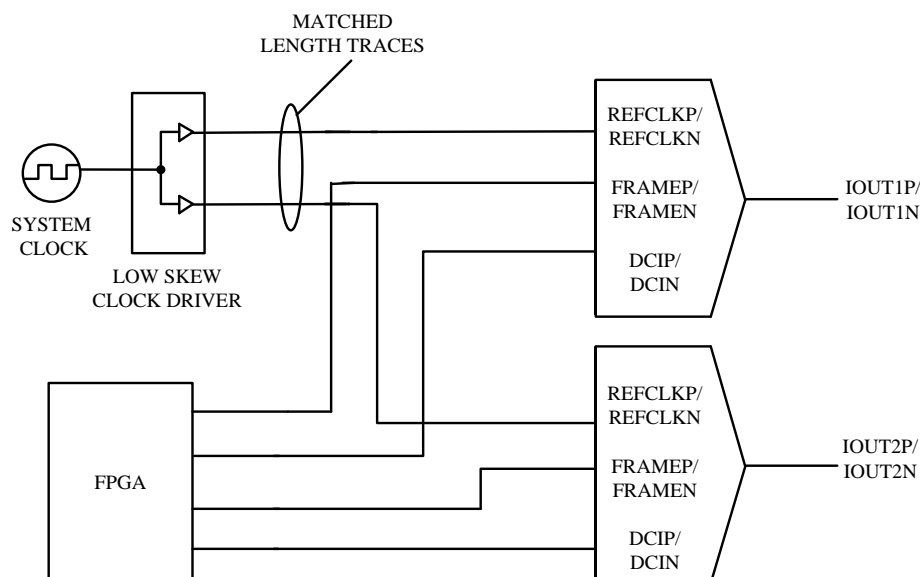 MATCHED
LENGTH TRACES
REFCLKP/
REFCLKN
FRAMEP/
FRAMEN
DCIP/
DCIN
IOUT1P/
IOUT1N
SYSTEM
CLOCK
LOW SKEW
CLOCK DRIVER
FPGA
REFCLKP/
REFCLKN
FRAMEP/
FRAMEN
DCIP/
DCIN
IOUT2P/
IOUT2N